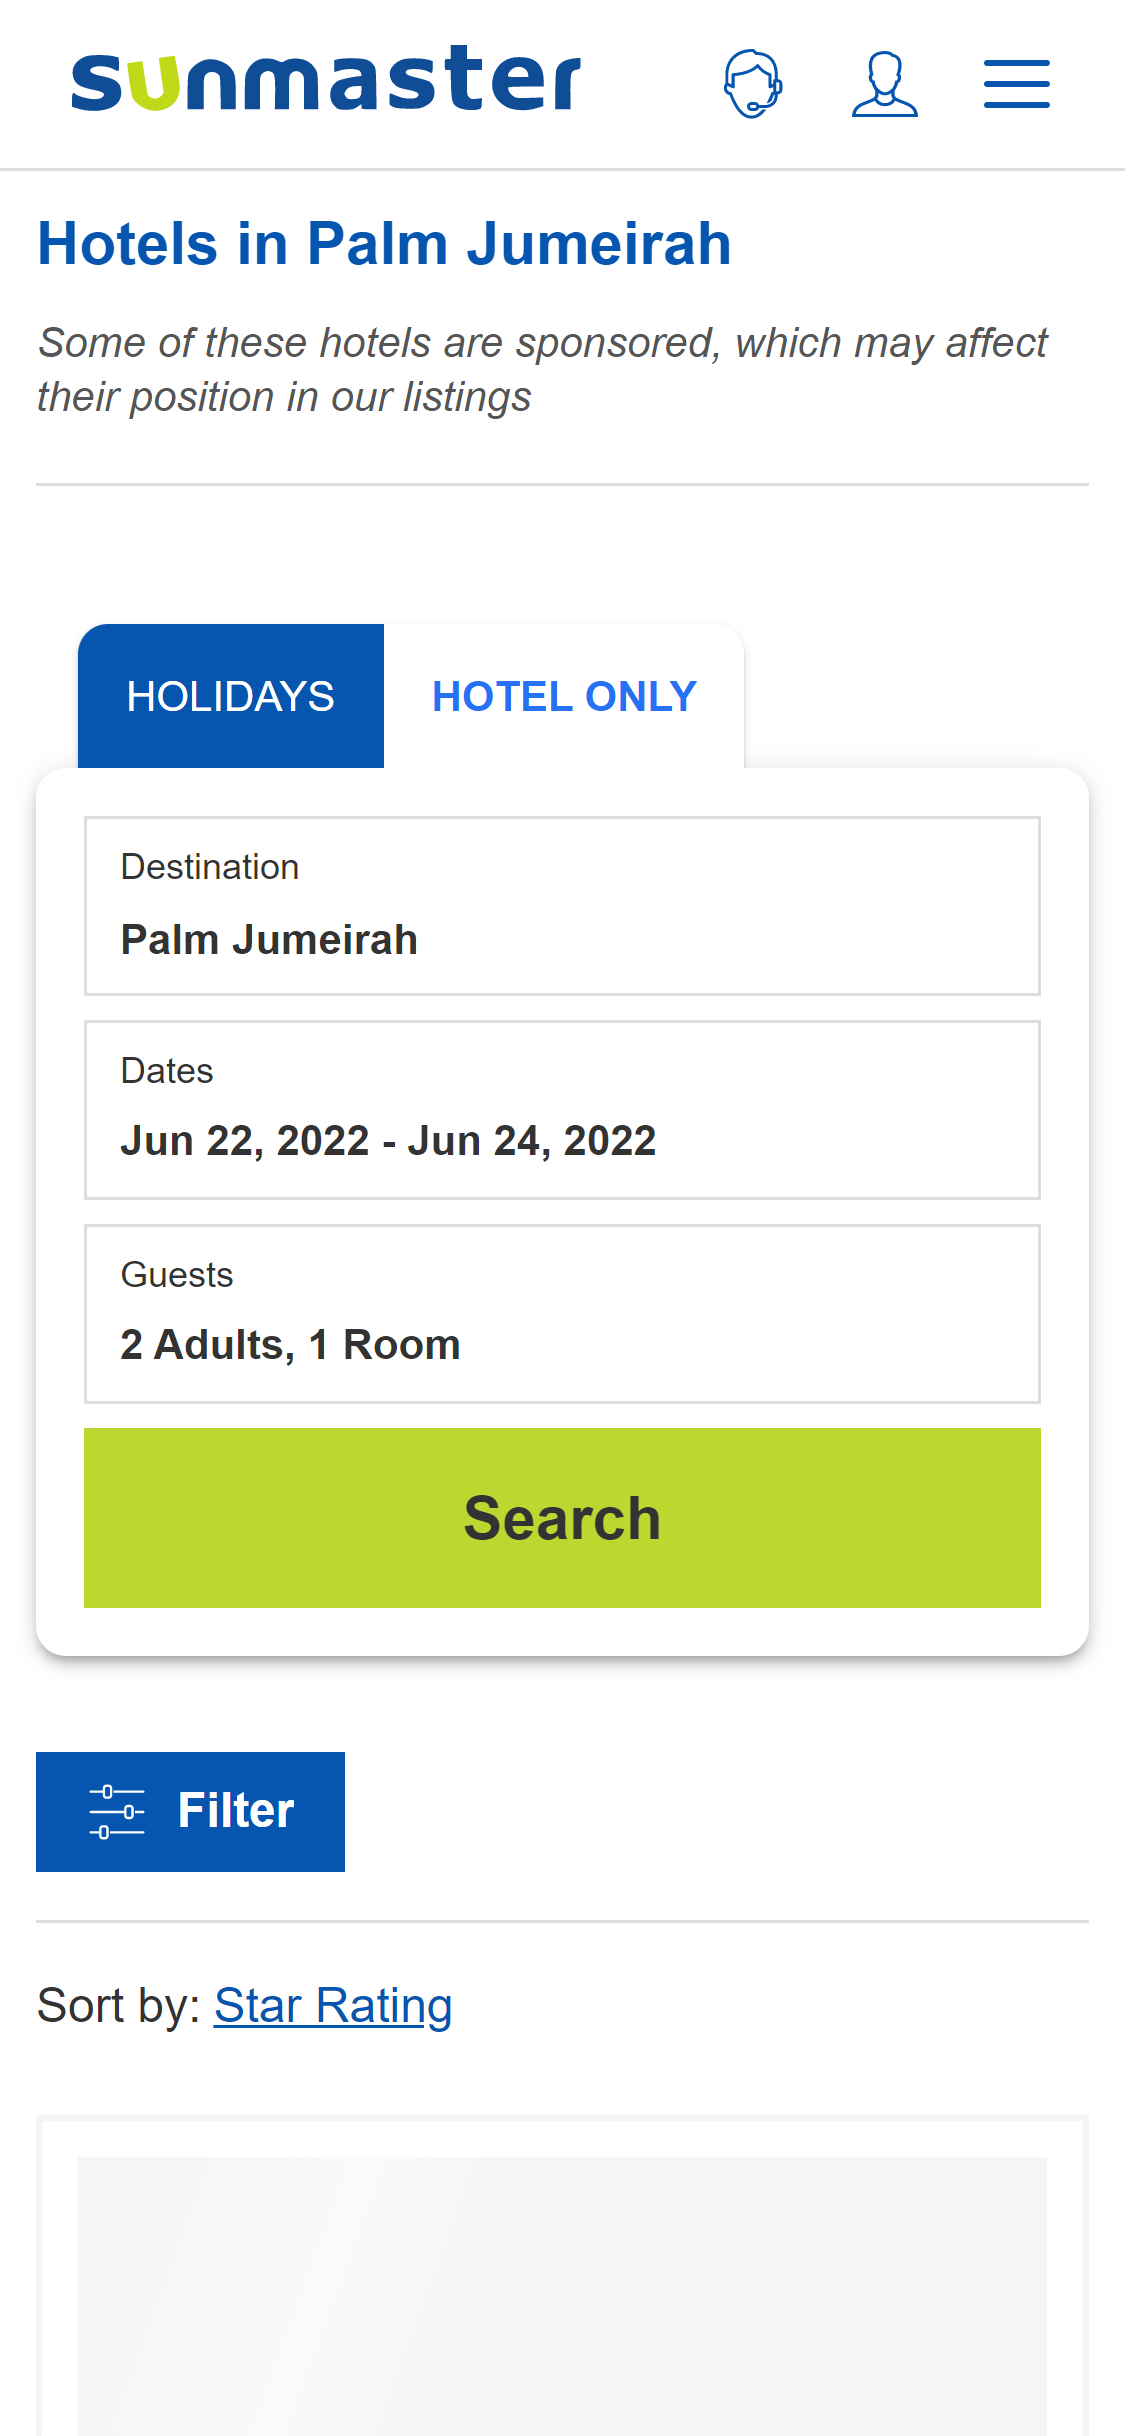 sunmaster
Hotels in Palm Jumeirah
Some of these hotels are sponsored, which may affect
their position in our listings
HOLIDAYS
HOTEL ONLY
Destination
Palm Jumeirah
Dates
Jun 22, 2022 - Jun 24, 2022
Guests
2 Adults, 1 Room
Search
Filter
Sort by: Star Rating